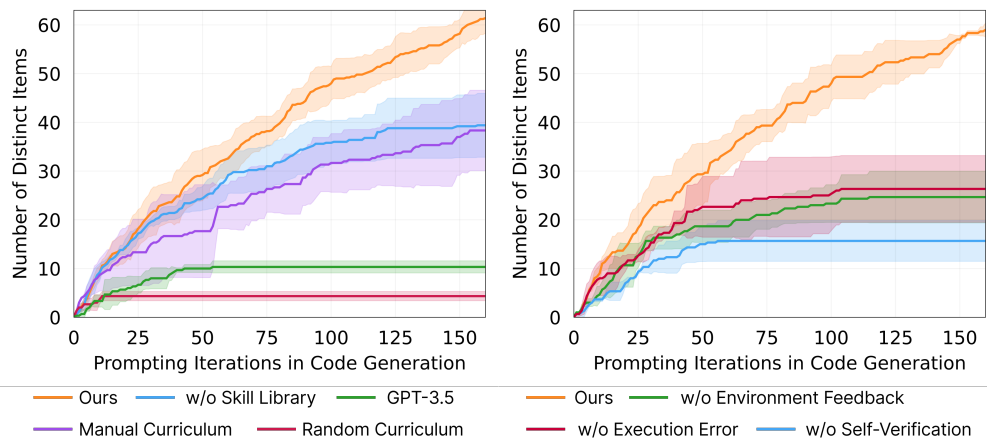 Number of Distinct Items
60
50
40
30
20
10
0
0 25 50 75 100 125 150
Prompting Iterations in Code Generation
Number of Distinct Items
60
50
40
30
20
10
0
0 25 50 75 100 125 150
Prompting Iterations in Code Generation
Ours w/o Skill Library GPT-3.5
Manual Curriculum Random Curriculum
Ours w/o Environment Feedback
w/o Execution Error w/o Self-Verification